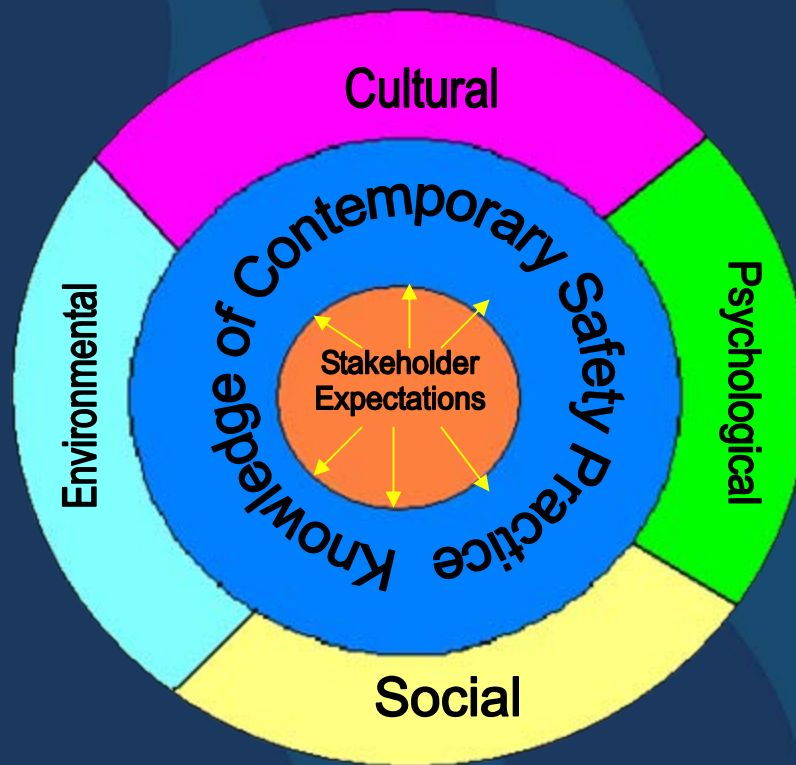 Cultural
Knowledge of Contemporary Safety Practice
Stakeholder
Expectations
Environmental
Psychological
Social